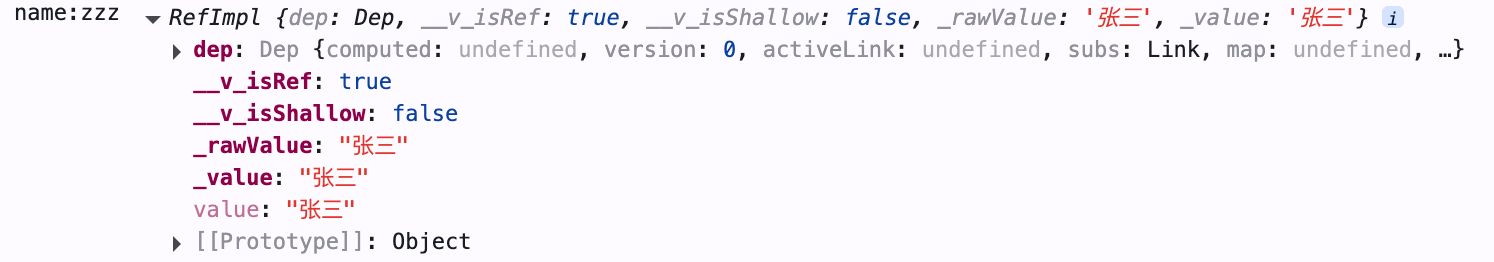 name:zzz RefImpl {dep: Dep, __v_isRef: true, __v_isShallow: false, _rawValue: '张三', _value: '张三'} i
dep: Dep {computed: undefined, version: 0, activeLink: undefined, subs: Link, map: undefined, …}
__v_isRef: true
__v_isShallow: false
_rawValue: "张三"
_value: "张三"
value: "张三"
[[Prototype]]: Object